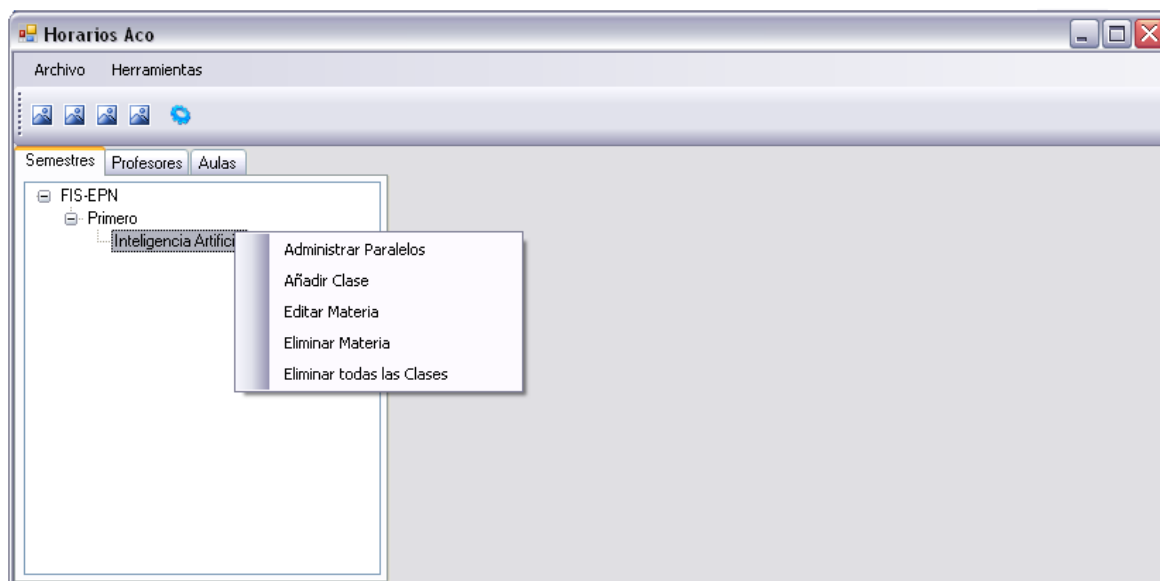 Horarios Aco
Archivo Herramientas
Semestres Profesores Aulas
FIS-EPN
Primero
Inteligencia Artifici
Administrar Paralelos
Añadir Clase
Editar Materia
Eliminar Materia
Eliminar todas las Clases